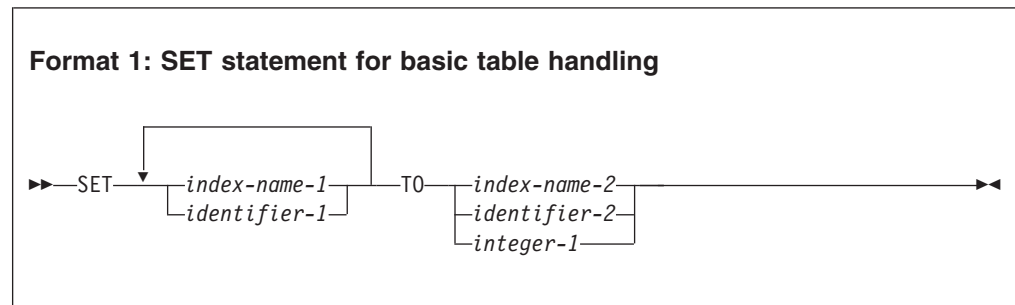 Format 1: SET statement for basic table handling
SET index-name-1 TO index-name-2
identifier-1 identifier-2
integer-1